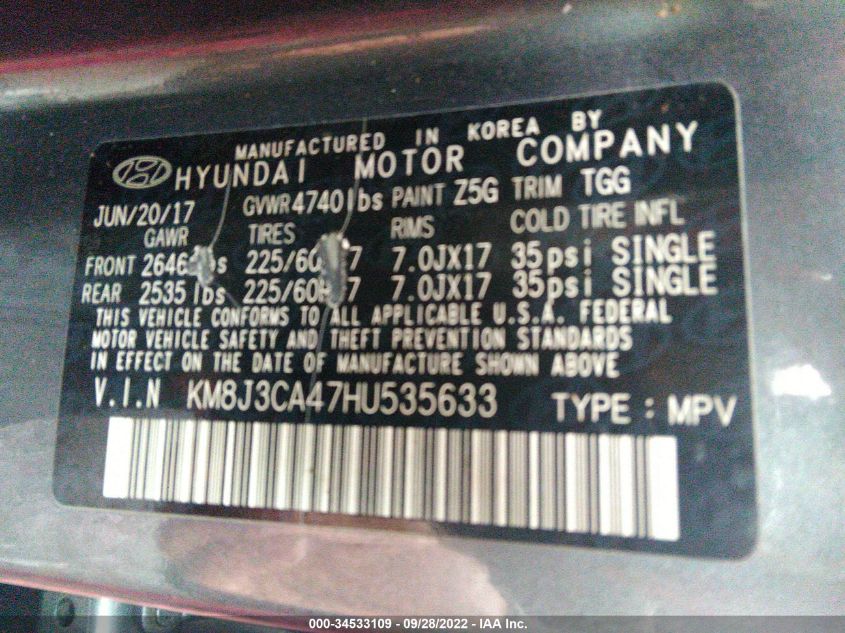 MANUFACTURED IN KOREA BY
HYUNDAI MOTOR COMPANY
JUN/20/17 GVWR 4740lbs PAINT Z5G TRIM TGG
GAWR TIRES RIMS COLD TIRE INFL
FRONT 7.0JX17 35psi SINGLE
REAR 2535 lbs 7.0JX17 35psi SINGLE
THIS VEHICLE CONFORMS TO ALL APPLICABLE U.S.A. FEDERAL
MOTOR VEHICLE SAFETY AND THEFT PREVENTION STANDARDS
IN EFFECT ON THE DATE OF MANUFACTURE SHOWN ABOVE
V.I.N KM8J3CA47HU535633 TYPE : MPV
000-34533109 - 09/28/2022 - IAA Inc.